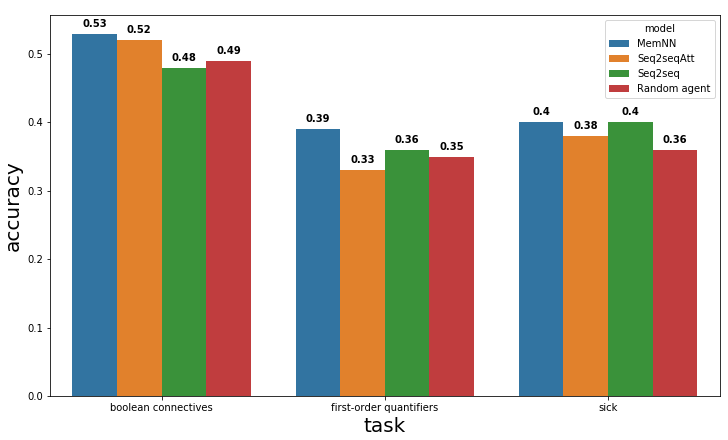 0.53
0.52
0.48
0.49
0.39
0.33
0.36
0.35
0.4
0.38
0.4
0.36
model
MemNN
Seq2seqAtt
Seq2seq
Random agent
accuracy
0.5
0.4
0.3
0.2
0.1
0.0
boolean connectives
first-order quantifiers
sick
task